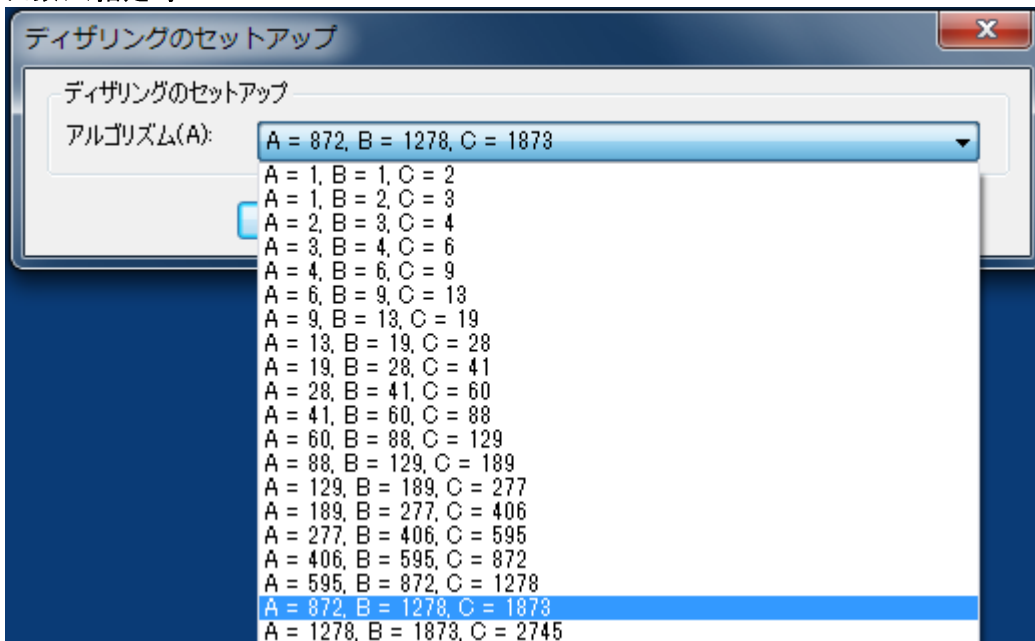 ディザリングのセットアップ
ディザリングのセットアップ
アルゴリズム(A):
A = 872, B = 1278, C = 1873
A = 1, B = 1, C = 2
A = 1, B = 2, C = 3
A = 2, B = 3, C = 4
A = 3, B = 4, C = 6
A = 4, B = 6, C = 9
A = 6, B = 9, C = 13
A = 9, B = 13, C = 19
A = 13, B = 19, C = 28
A = 19, B = 28, C = 41
A = 28, B = 41, C = 60
A = 41, B = 60, C = 88
A = 60, B = 88, C = 129
A = 88, B = 129, C = 189
A = 129, B = 189, C = 277
A = 189, B = 277, C = 406
A = 277, B = 406, C = 595
A = 406, B = 595, C = 872
A = 595, B = 872, C = 1278
A = 872, B = 1278, C = 1873
A = 1278, B = 1873, C = 2745